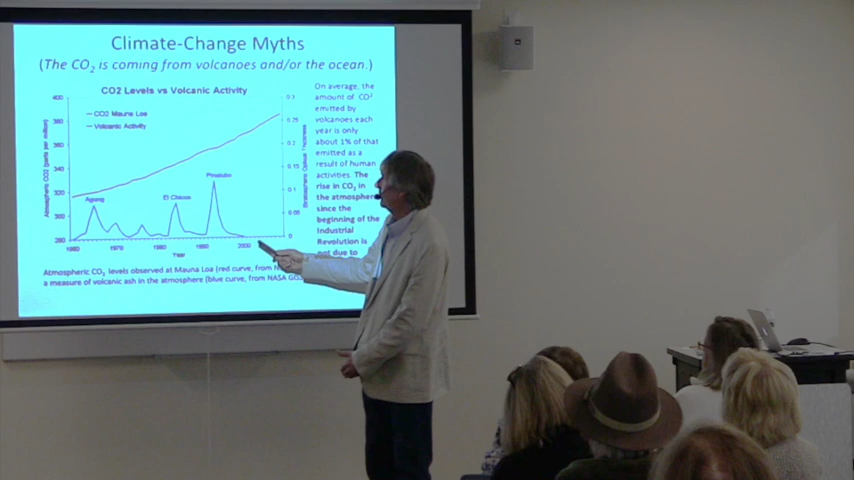 Climate-Change Myths
(The CO2 is coming from volcanoes and/or the ocean.)
CO2 Levels vs Volcanic Activity
400
380
360
340
320
300
280
Atmospheric CO2 (parts per million)
CO2 Mauna Loa
Volcanic Activity
Agung
El Chicon
Pinatubo
0.3
0.25
0.2
0.15
0.1
0.05
0
Stratospheric Optical Thickness
1960
1970
1980
1990
2000
Year
On average, the
amount of CO2
emitted by
volcanoes each
year is only
about 1% of that
emitted as a
result of human
activities. The
rise in CO2 in
the atmosphere
since the
beginning of the
Industrial
Revolution is
not due to
Atmospheric CO2 levels observed at Mauna Loa (red curve, from
a measure of volcanic ash in the atmosphere (blue curve, from NASA